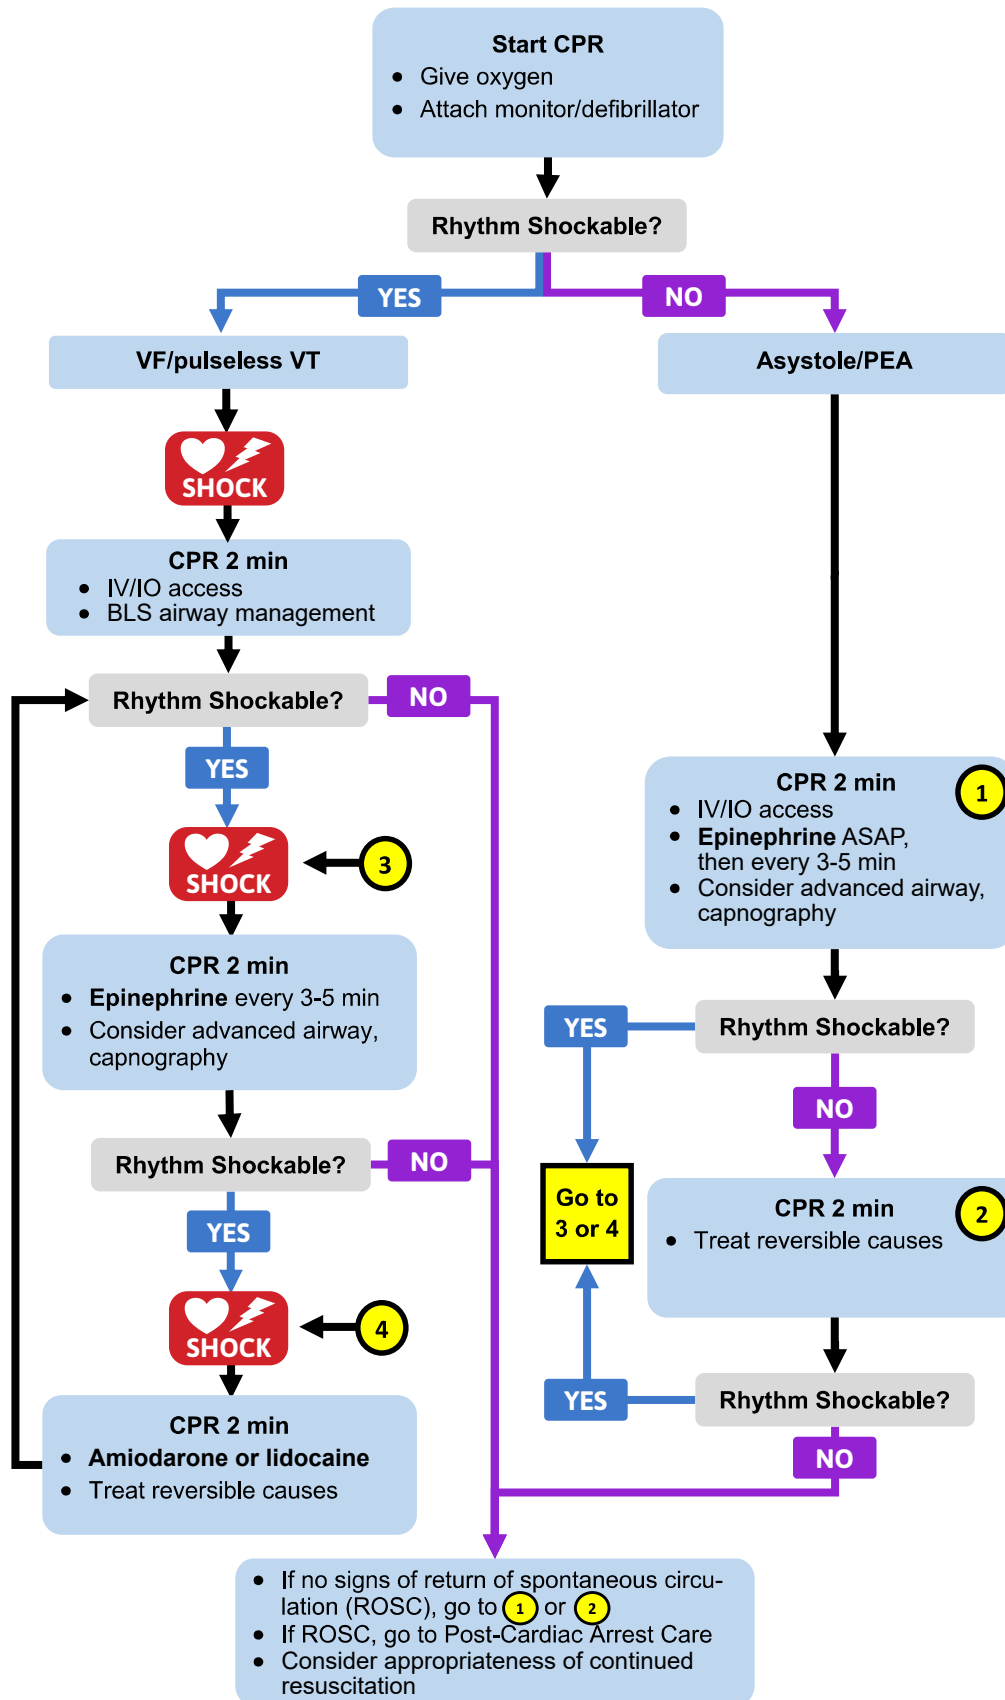 Start CPR
• Give oxygen
• Attach monitor/defibrillator
Rhythm Shockable?
YES
NO
VF/pulseless VT
Asystole/PEA
SHOCK
CPR 2 min
• IV/IO access
• BLS airway management
Rhythm Shockable?
NO
YES
SHOCK
3
CPR 2 min
• Epinephrine every 3-5 min
• Consider advanced airway,
capnography
Rhythm Shockable?
NO
YES
SHOCK
4
CPR 2 min
• Amiodarone or lidocaine
• Treat reversible causes
CPR 2 min
1
• IV/IO access
• Epinephrine ASAP,
then every 3-5 min
• Consider advanced airway,
capnography
Rhythm Shockable?
YES
NO
Go to
3 or 4
CPR 2 min
2
• Treat reversible causes
Rhythm Shockable?
YES
NO
• If no signs of return of spontaneous circu-
lation (ROSC), go to 1 or 2
• If ROSC, go to Post-Cardiac Arrest Care
• Consider appropriateness of continued
resuscitation